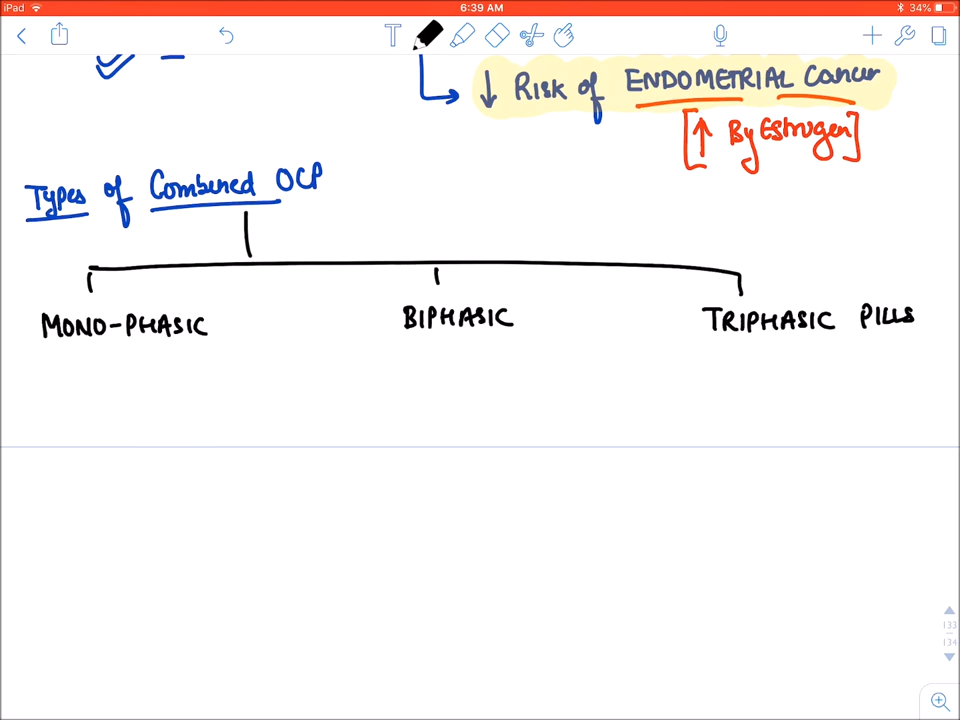 iPad 6:39 AM 34%
T
↓ Risk of ENDOMETRIAL Cancer
[↑ By Estrogen]
Types of Combined OCP
MONO-PHASIC BIPHASIC TRIPHASIC PILLS
133
134